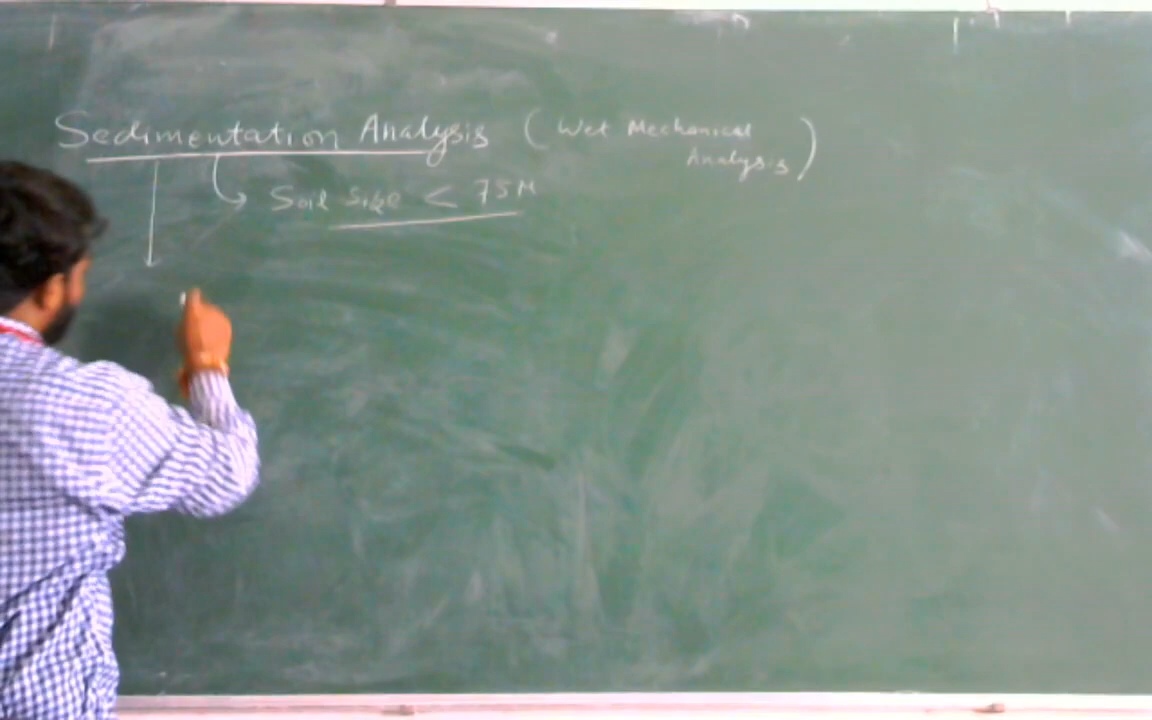 Sedimentation Analysis (Wet Mechanical
Analysis)
Soil Size < 75μ